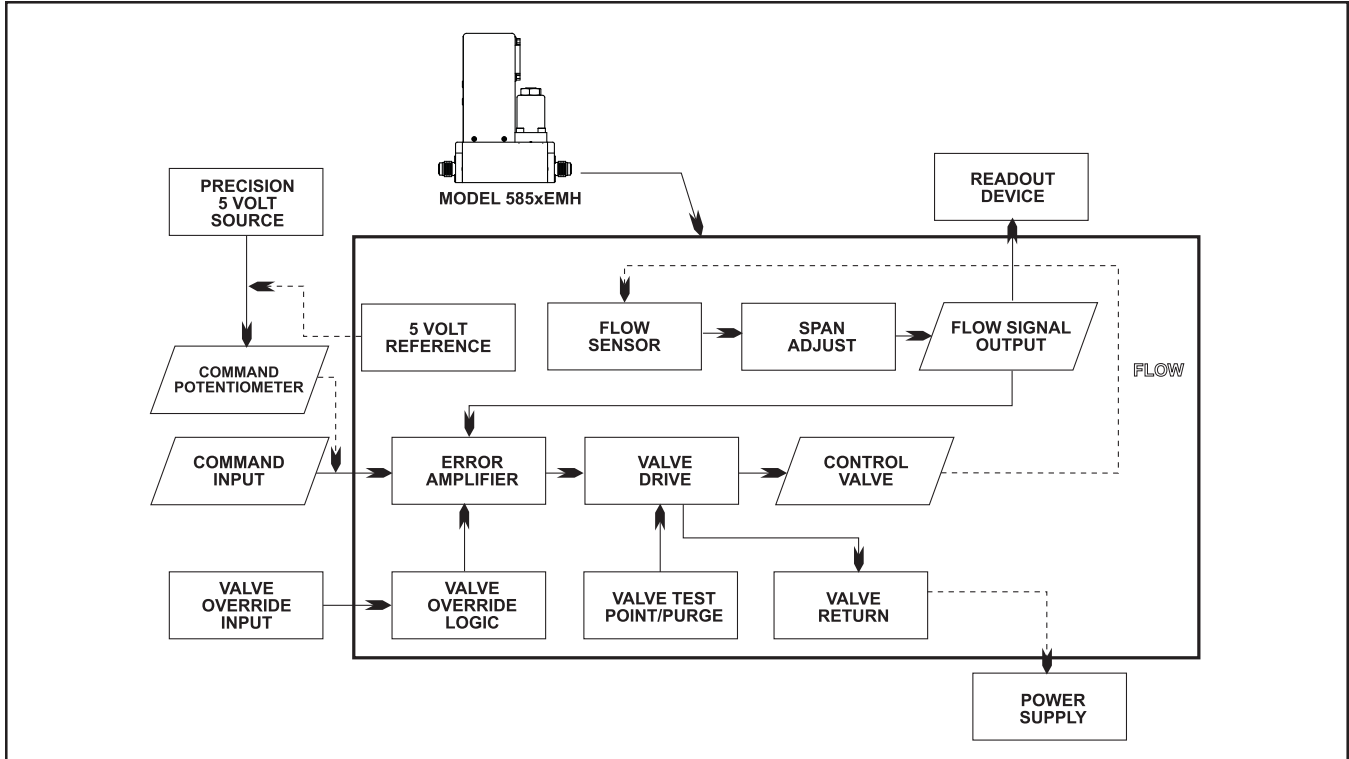 MODEL 585xEMH
PRECISION
5 VOLT
SOURCE
READOUT
DEVICE
5 VOLT
REFERENCE
FLOW
SENSOR
SPAN
ADJUST
FLOW SIGNAL
OUTPUT
FLOW
COMMAND
POTENTIOMETER
COMMAND
INPUT
ERROR
AMPLIFIER
VALVE
DRIVE
CONTROL
VALVE
VALVE
OVERRIDE
INPUT
VALVE
OVERRIDE
LOGIC
VALVE TEST
POINT/PURGE
VALVE
RETURN
POWER
SUPPLY